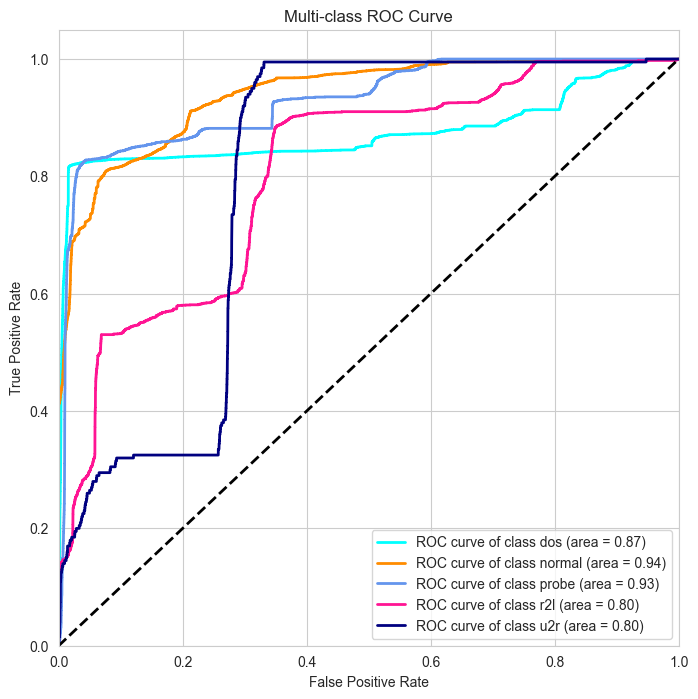 Multi-class ROC Curve
1.0
0.8
0.6
0.4
0.2
0.0
True Positive Rate
ROC curve of class dos (area = 0.87)
ROC curve of class normal (area = 0.94)
ROC curve of class probe (area = 0.93)
ROC curve of class r2l (area = 0.80)
ROC curve of class u2r (area = 0.80)
0.0 0.2 0.4 0.6 0.8 1.0
False Positive Rate